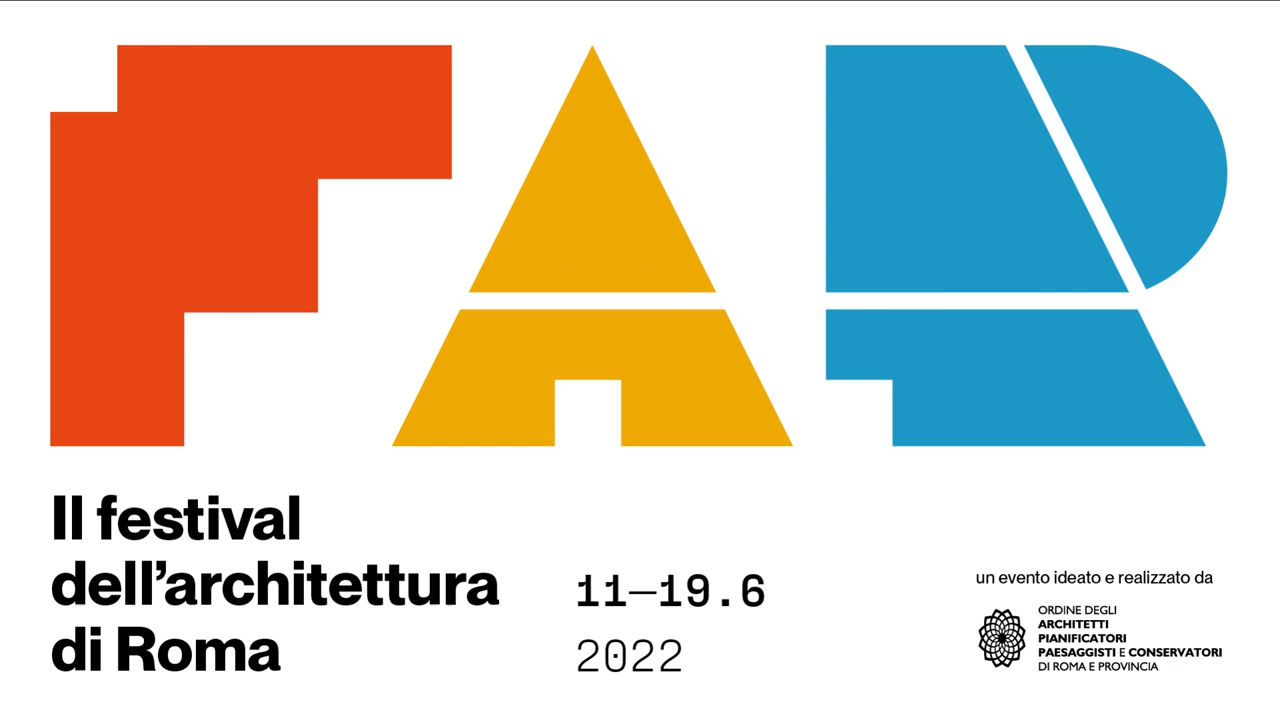 FAR
Il festival
dell’architettura
di Roma
11—19.6
2022
un evento ideato e realizzato da
ORDINE DEGLI
ARCHITETTI
PIANIFICATORI
PAESAGGISTI E CONSERVATORI
DI ROMA E PROVINCIA